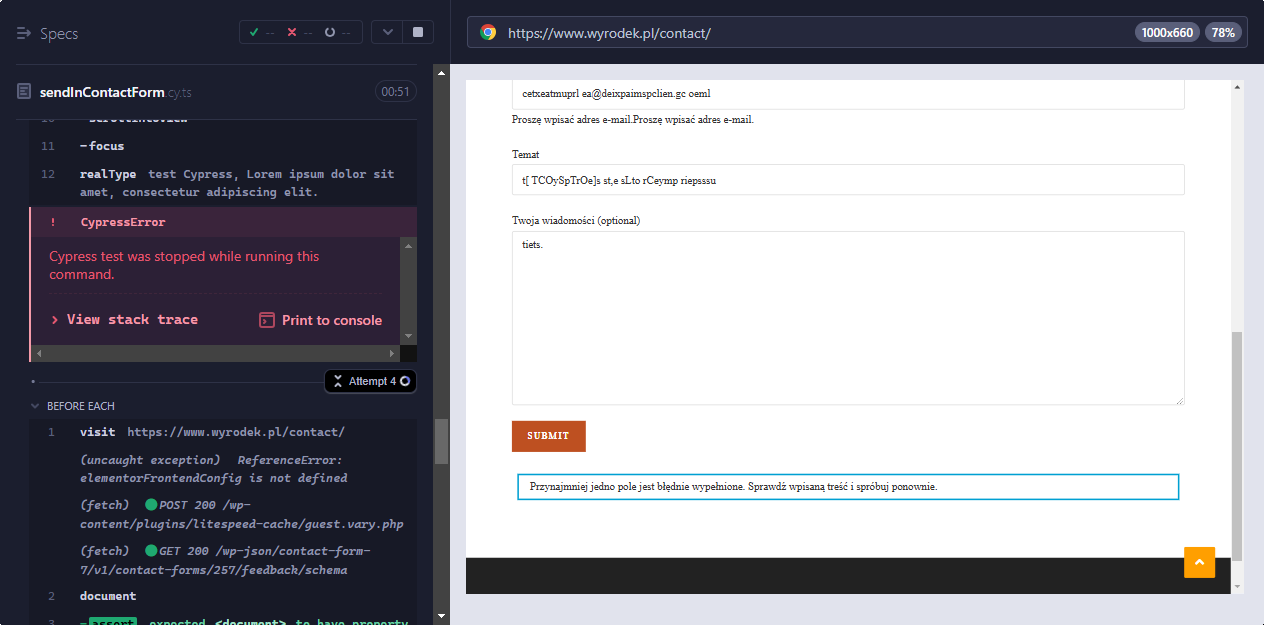 Specs
-- -- --
https://www.wyrodek.pl/contact/
1000x660
78%
sendInContactForm.cy.ts
00:51
10 -scrollIntoView
11 -focus
12 realType test Cypress, Lorem ipsum dolor sit
amet, consectetur adipiscing elit.
! CypressError
Cypress test was stopped while running this
command.
> View stack trace
Print to console
Attempt 4
BEFORE EACH
1 visit https://www.wyrodek.pl/contact/
(uncaught exception) ReferenceError:
elementorFrontendConfig is not defined
(fetch) POST 200 /wp-
content/plugins/litespeed-cache/guest.vary.php
(fetch) GET 200 /wp-json/contact-form-
7/v1/contact-forms/257/feedback/schema
2 document
3 -assert expected <document> to have property
cetxeatmuprl ea@deixpaimspclien.gc oeml
Proszę wpisać adres e-mail.Proszę wpisać adres e-mail.
Temat
t[ TCOySpTrOe]s st,e sLto rCeymp riepsssu
Twoja wiadomości (optional)
tiets.
SUBMIT
Przynajmniej jedno pole jest błędnie wypełnione. Sprawdź wpisaną treść i spróbuj ponownie.